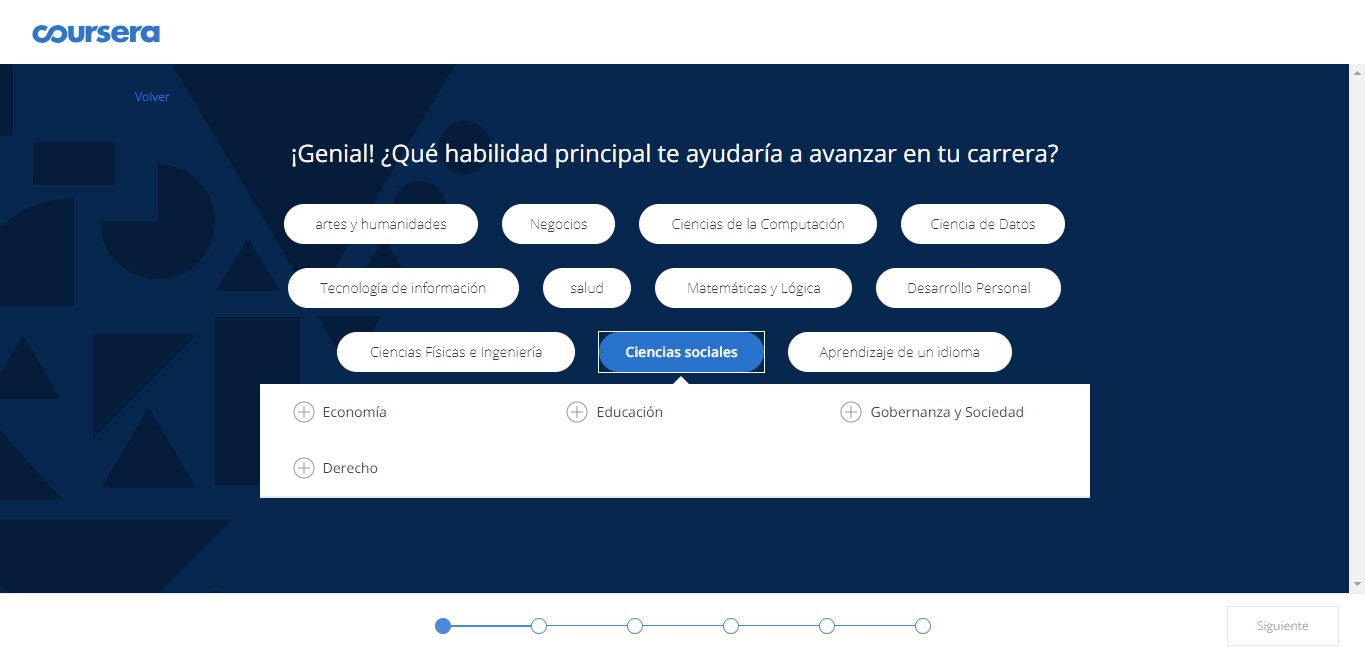 coursera
Volver
¡Genial! ¿Qué habilidad principal te ayudaría a avanzar en tu carrera?
artes y humanidades Negocios Ciencias de la Computación Ciencia de Datos
Tecnología de información salud Matemáticas y Lógica Desarrollo Personal
Ciencias Físicas e Ingeniería Ciencias sociales Aprendizaje de un idioma
Economía Educación Gobernanza y Sociedad
Derecho
Siguiente